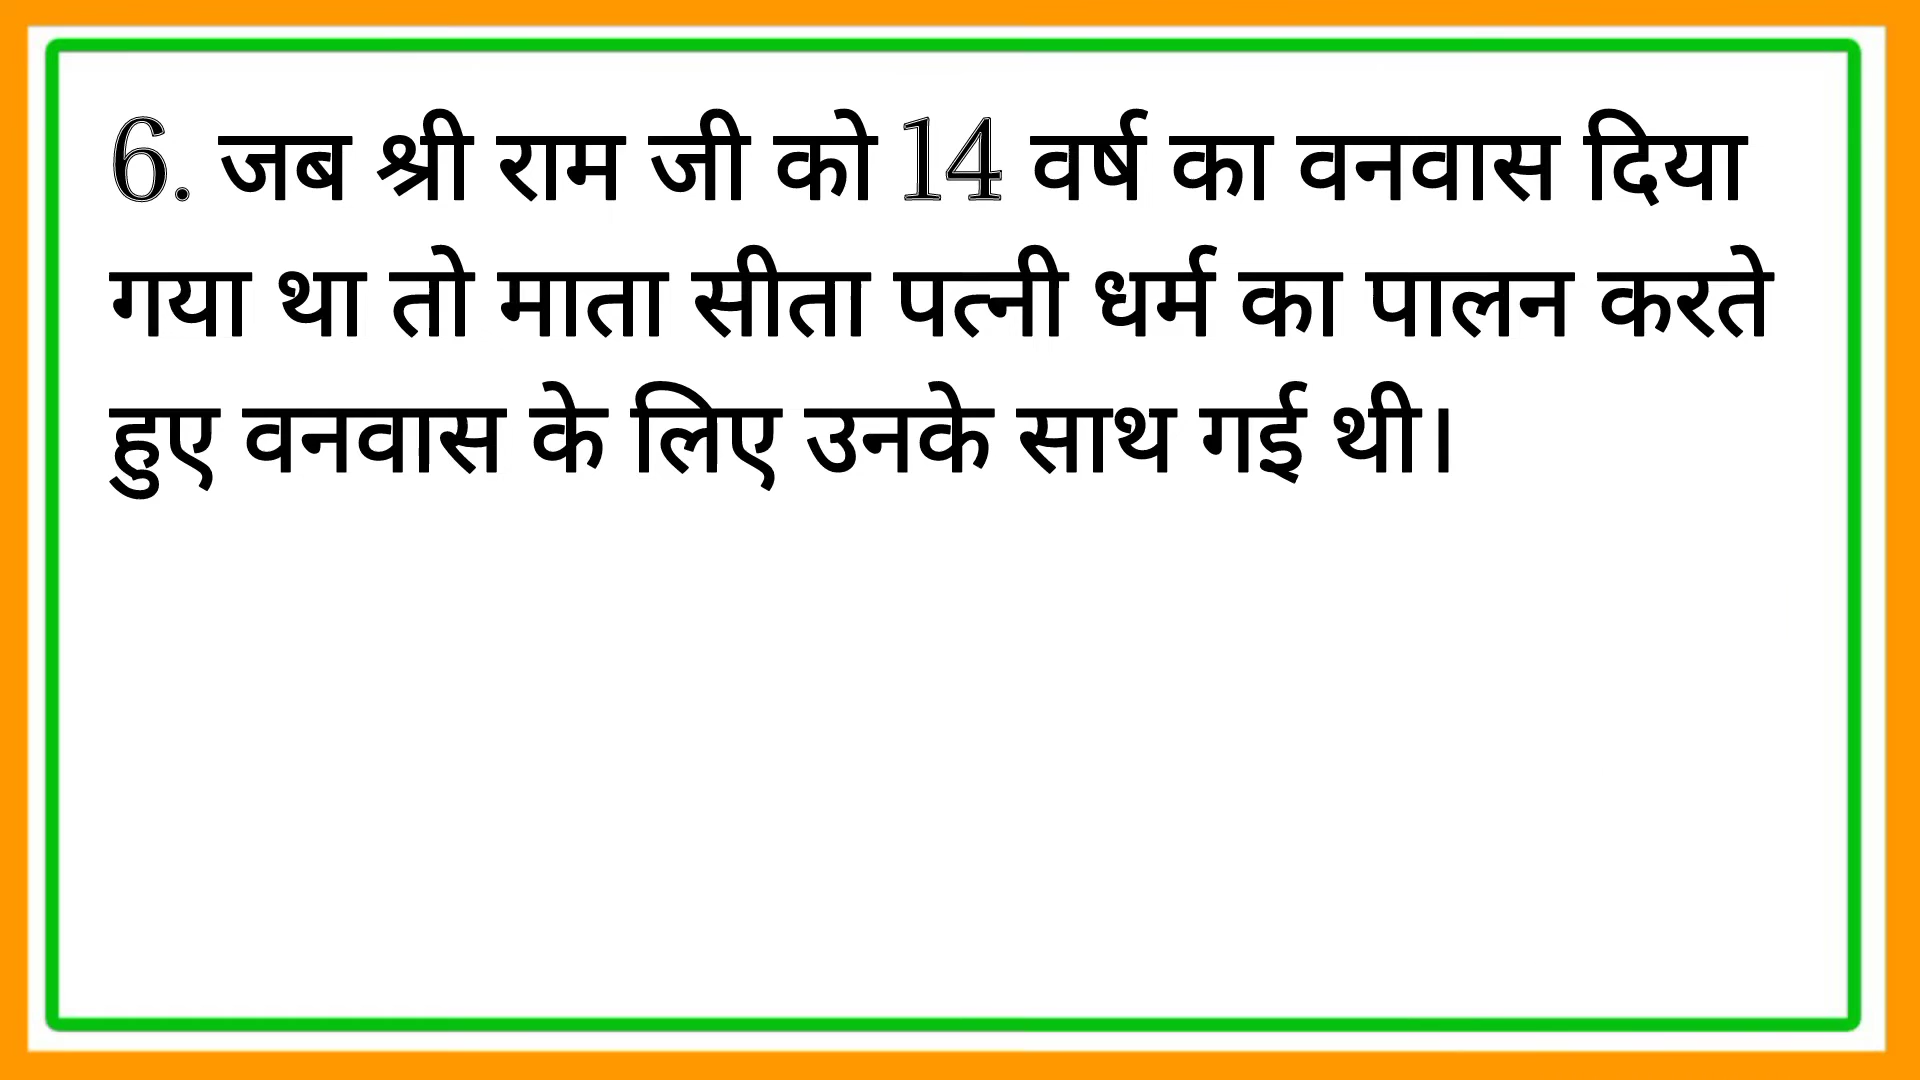 6. जब श्री राम जी को 14 वर्ष का वनवास दिया
गया था तो माता सीता पत्नी धर्म का पालन करते
हुए वनवास के लिए उनके साथ गई थी।